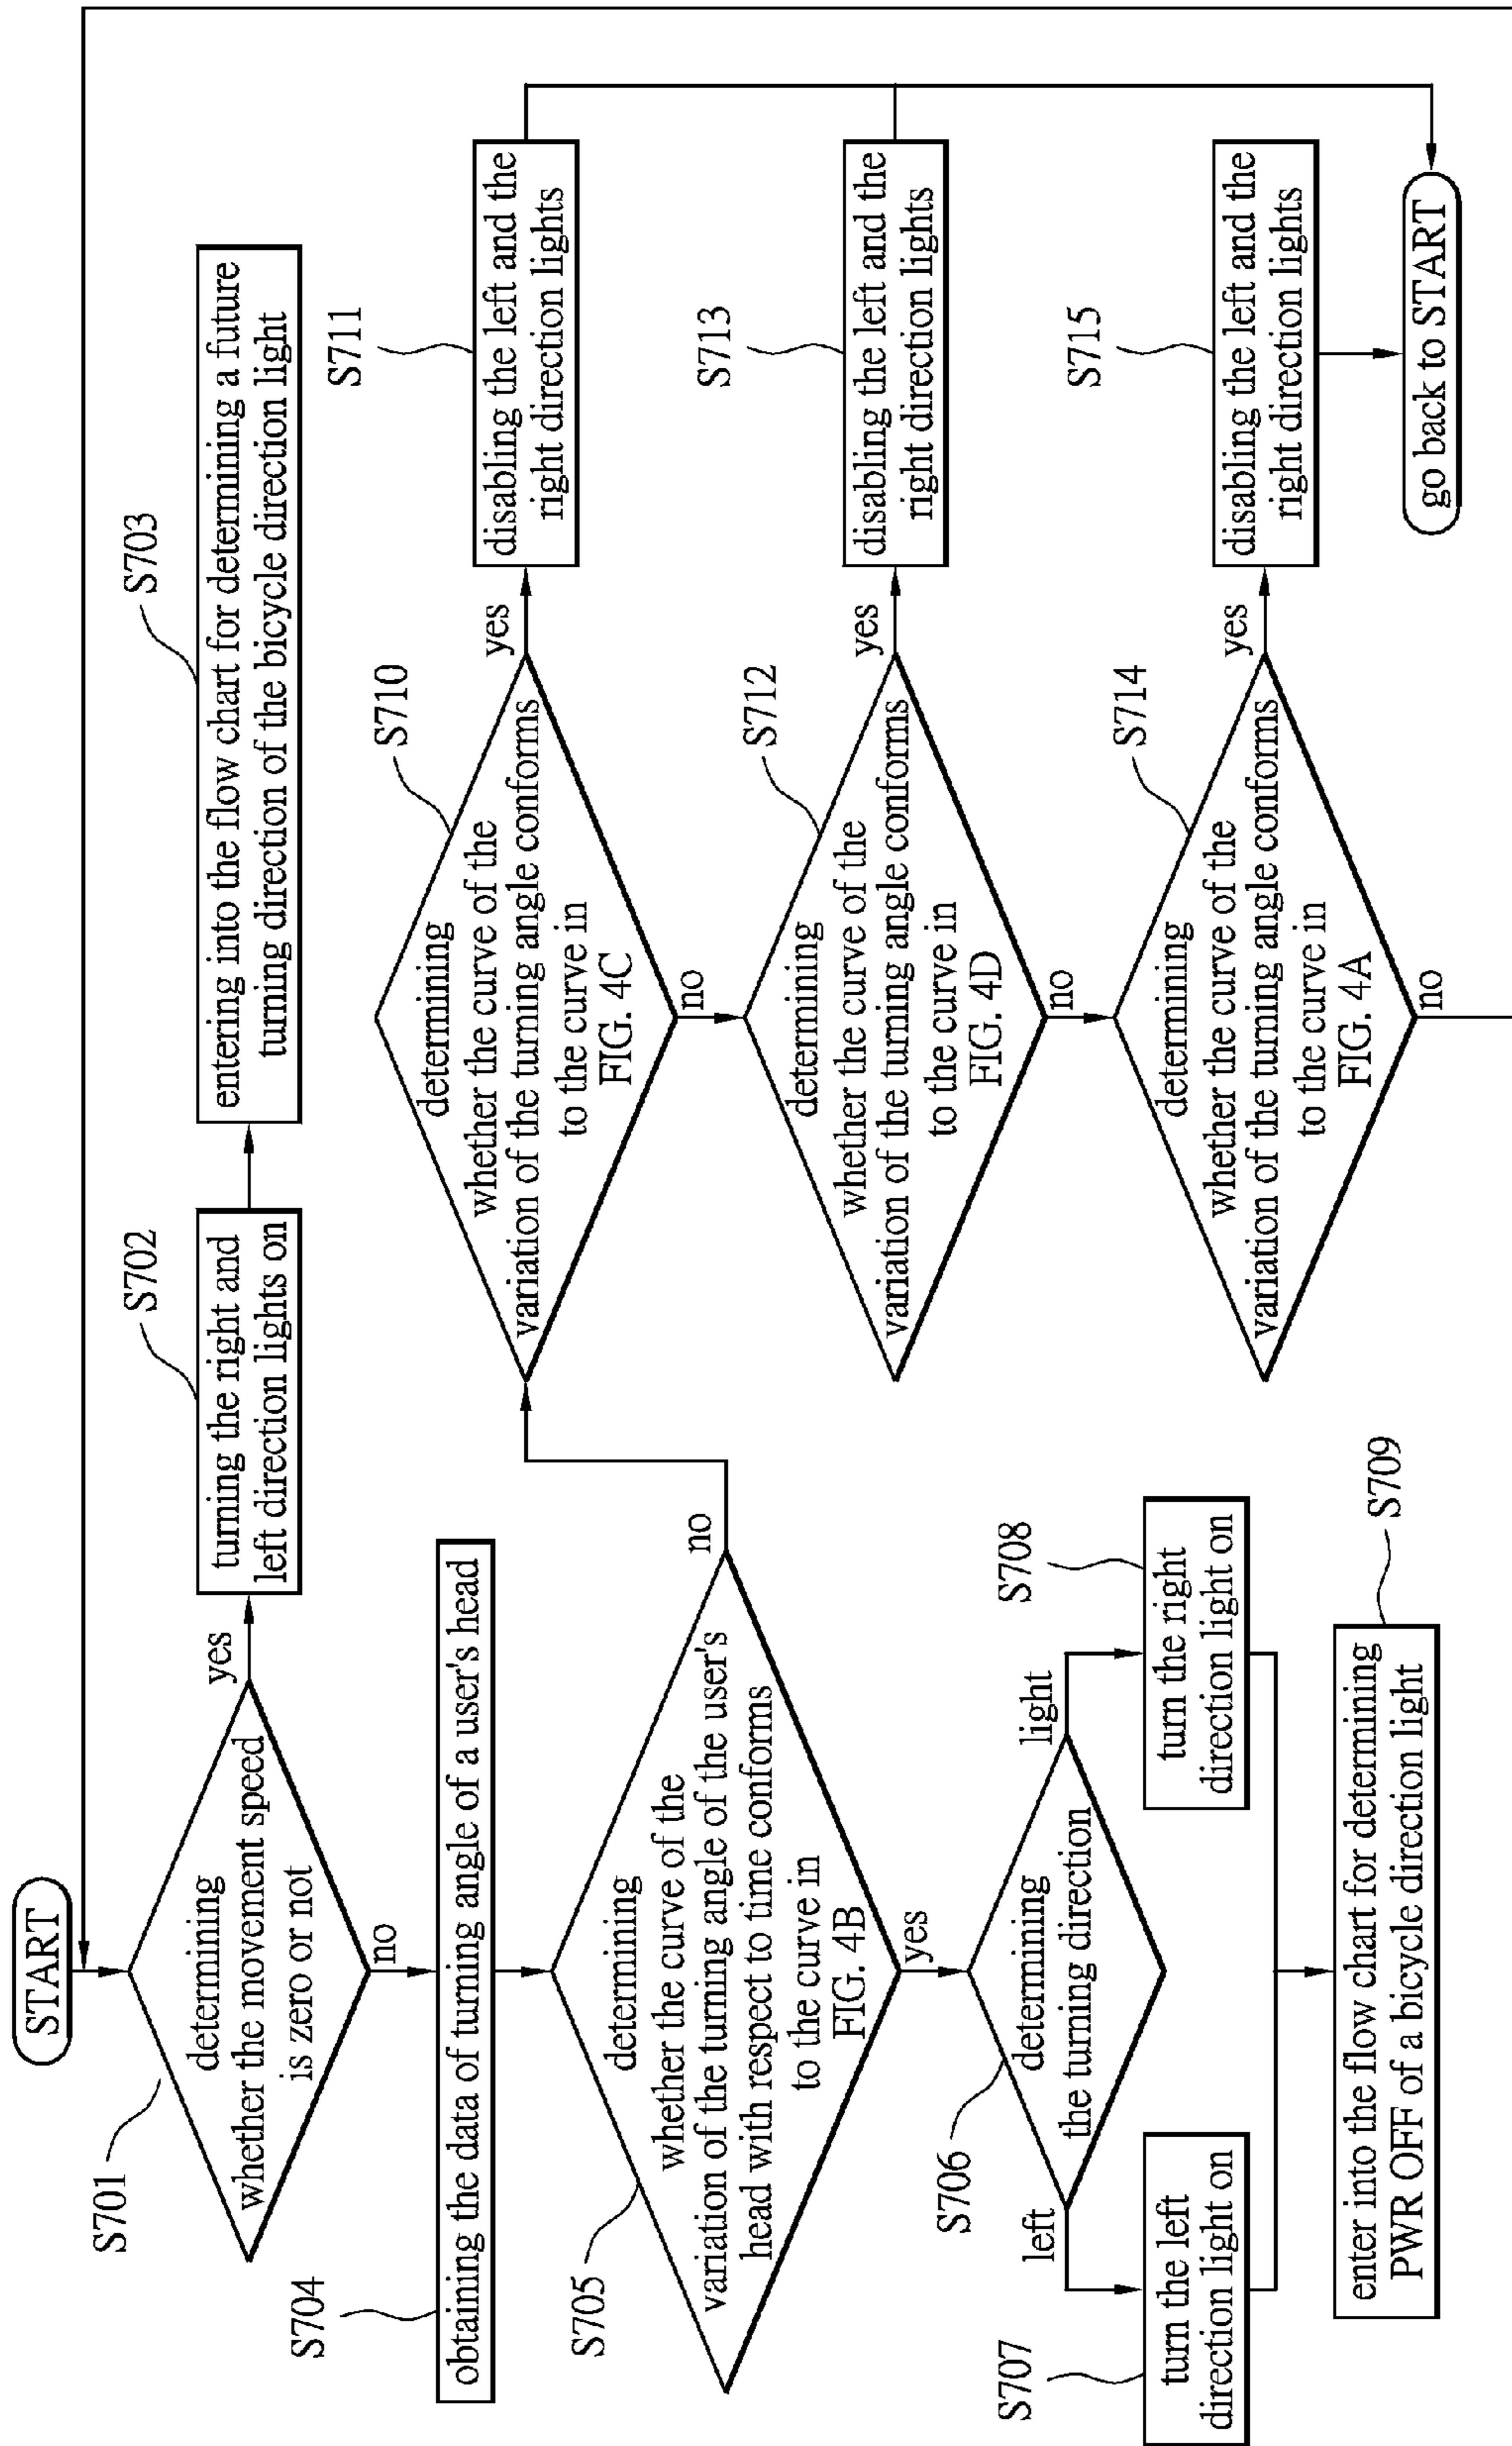 START
S701
determining
whether the movement speed
is zero or not
yes
no
S702
turning the right and
left direction lights on
S703
entering into the flow chart for determining a future
turning direction of the bicycle direction light
S704
obtaining the data of turning angle of a user's head
S705
determining
whether the curve of the
variation of the turning angle of the user's
head with respect to time conforms
to the curve in
FIG. 4B
no
yes
S706
determining
the turning direction
left
light
S707
turn the left
direction light on
S708
turn the right
direction light on
S709
enter into the flow chart for determining
PWR OFF of a bicycle direction light
S710
determining
whether the curve of the
variation of the turning angle conforms
to the curve in
FIG. 4C
yes
no
S711
disabling the left and the
right direction lights
S712
determining
whether the curve of the
variation of the turning angle conforms
to the curve in
FIG. 4D
yes
no
S713
disabling the left and the
right direction lights
S714
determining
whether the curve of the
variation of the turning angle conforms
to the curve in
FIG. 4A
yes
no
S715
disabling the left and the
right direction lights
go back to START